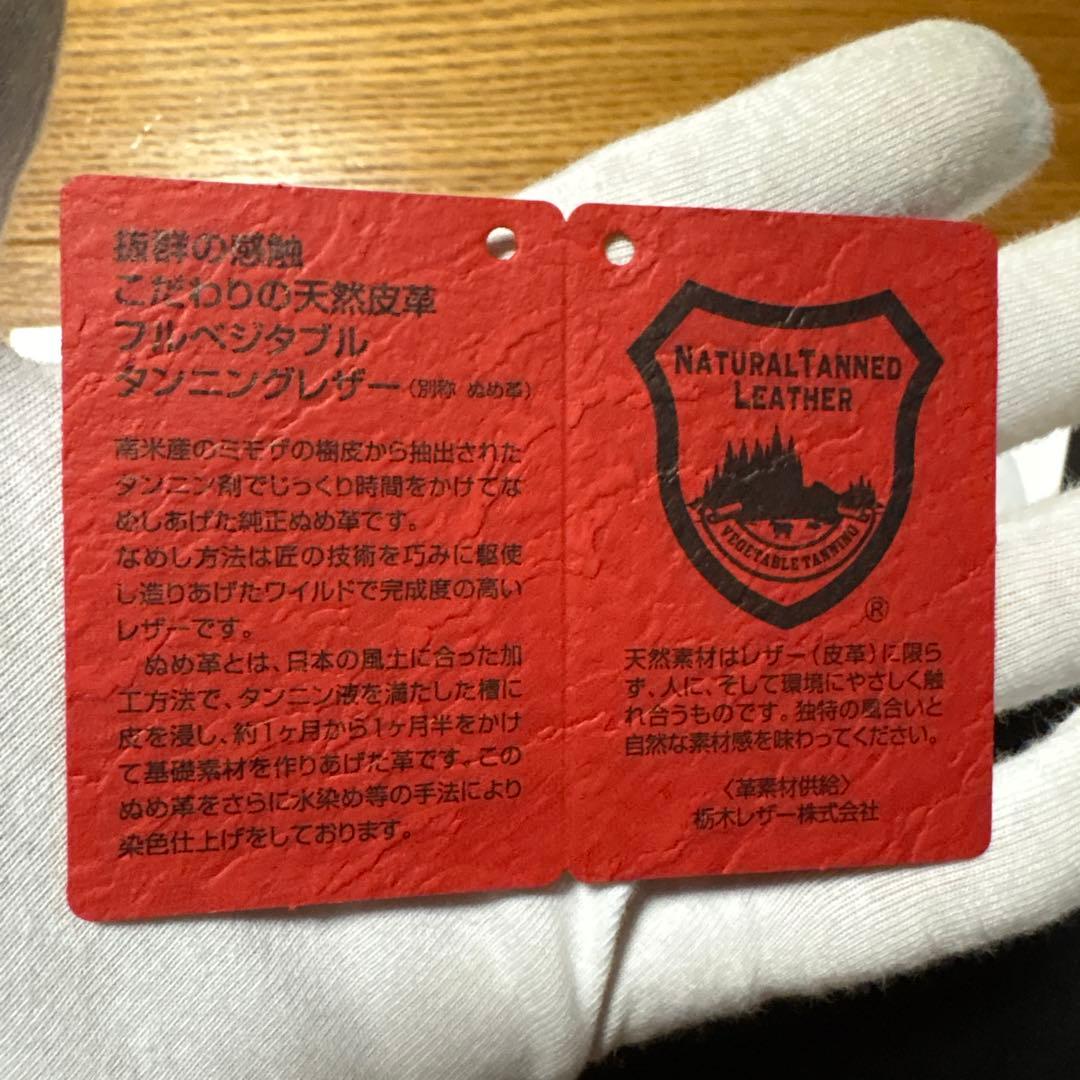 抜群の感触
こだわりの天然皮革
フルベジタブル
タンニングレザー（別称 ぬめ革）
南米産のミモザの樹皮から抽出された
タンニン剤でじっくり時間をかけてな
めしあげた純正ぬめ革です。
なめし方法は匠の技術を巧みに駆使
し造りあげたワイルドで完成度の高い
レザーです。
ぬめ革とは、日本の風土に合った加
工方法で、タンニン液を満たした槽に
皮を浸し、約1ヶ月から1ヶ月半をかけ
て基礎素材を作りあげた革です。この
ぬめ革をさらに水染め等の手法により
染色仕上げをしております。
NATURAL TANNED
LEATHER
VEGETABLE TANNING
®
天然素材はレザー（皮革）に限ら
ず、人に、そして環境にやさしく触
れ合うものです。独特の風合いと
自然な素材感を味わってください。
〈革素材供給〉
栃木レザー株式会社